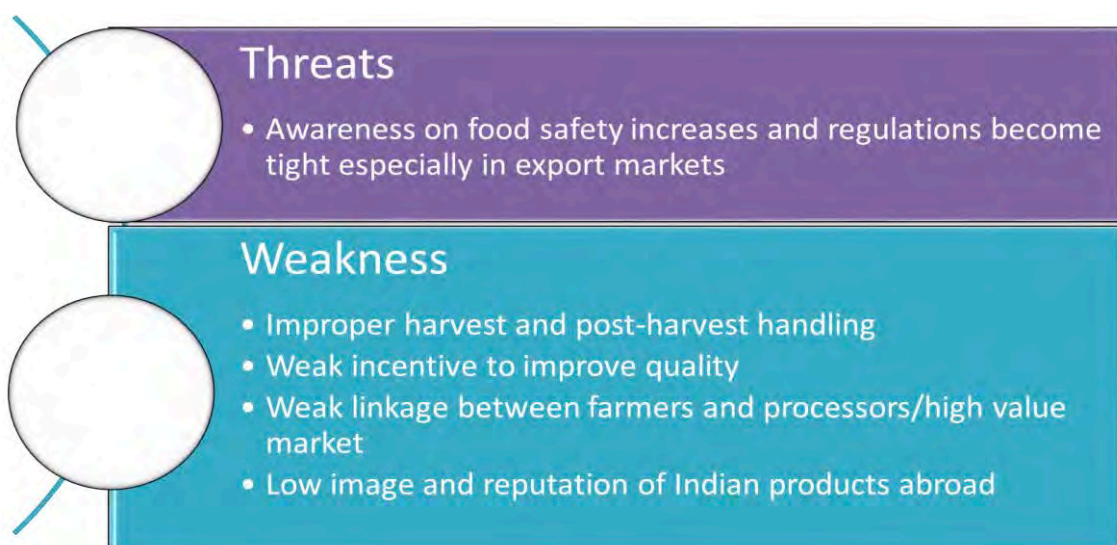 Threats
• Awareness on food safety increases and regulations become
tight especially in export markets
Weakness
• Improper harvest and post-harvest handling
• Weak incentive to improve quality
• Weak linkage between farmers and processors/high value
market
• Low image and reputation of Indian products abroad